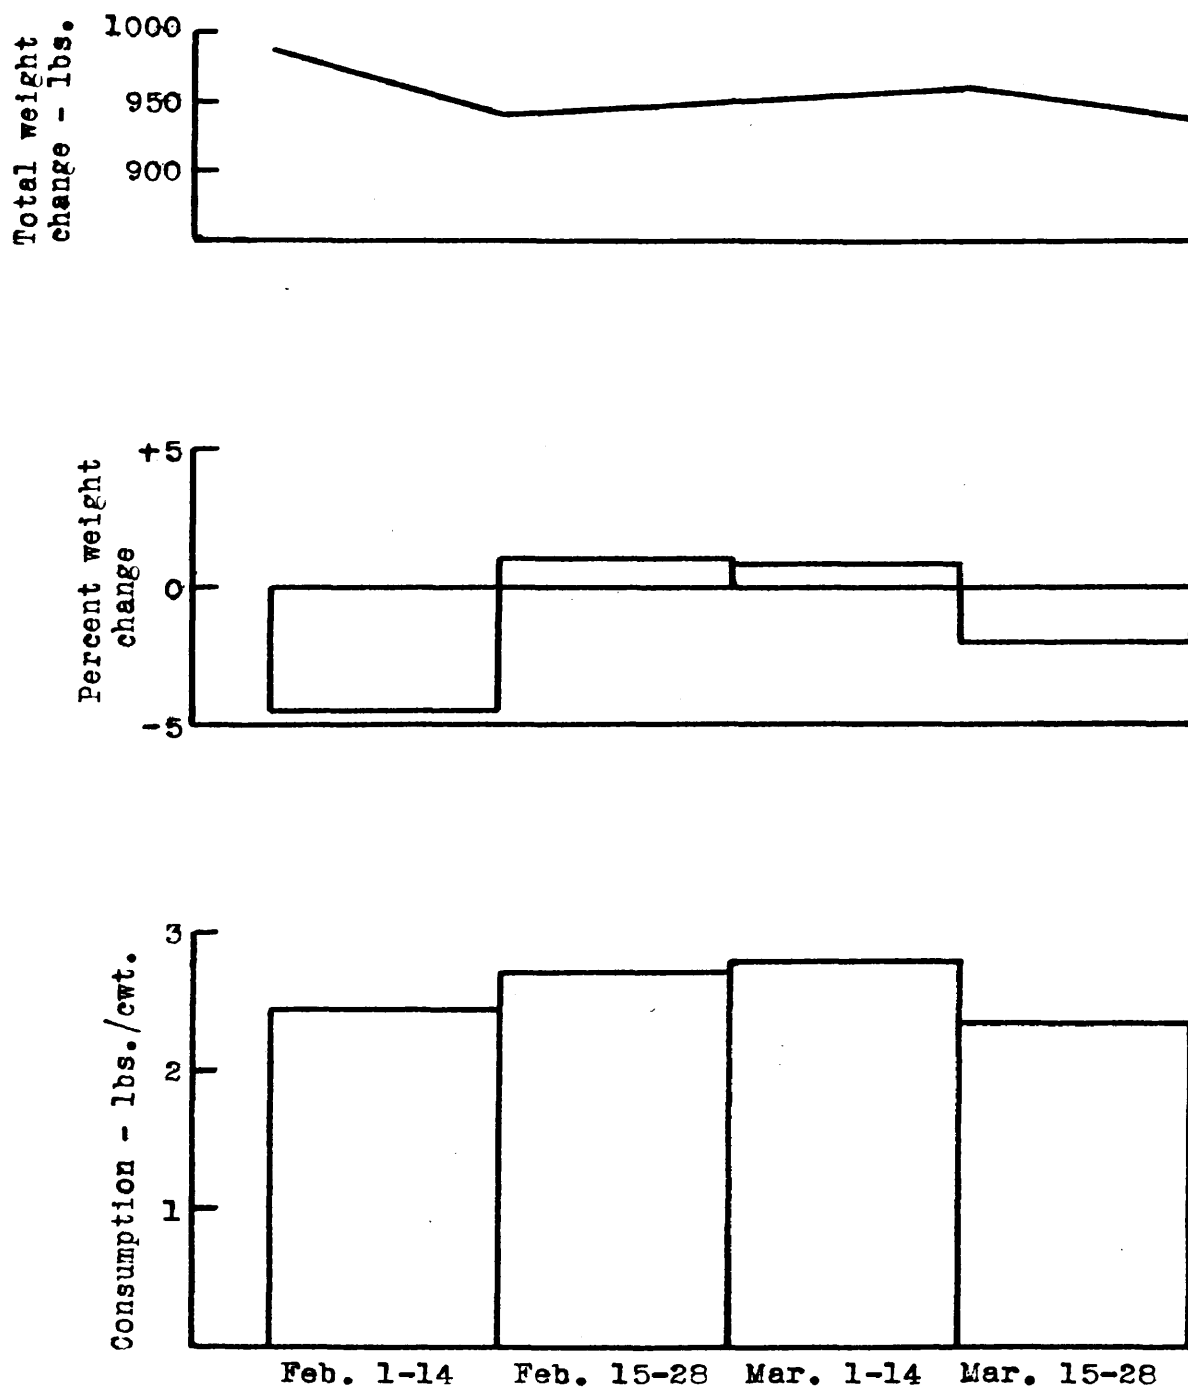 Total weight
change - lbs.
1000
950
900
Percent weight
change
+5
0
-5
Consumption - lbs./cwt.
3
2
1
Feb. 1-14 Feb. 15-28 Mar. 1-14 Mar. 15-28